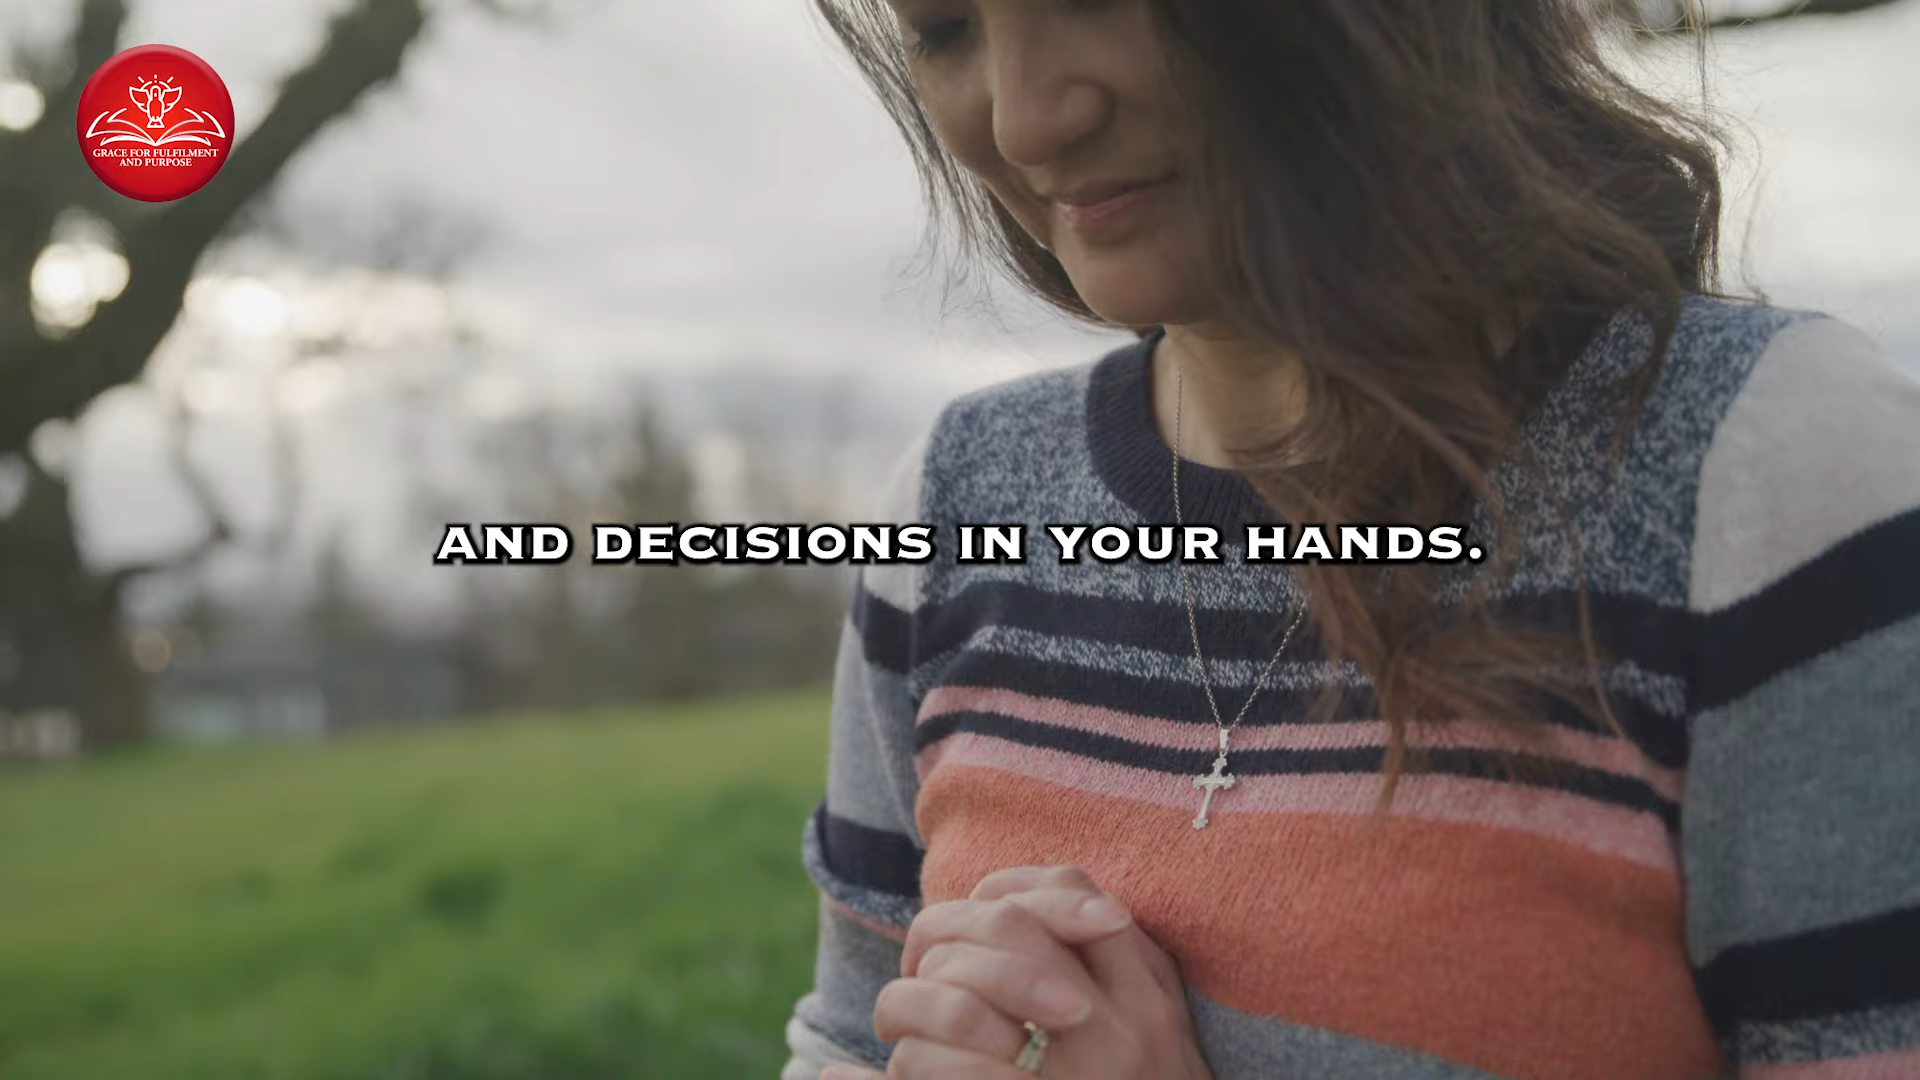 GRACE FOR FULFILMENT
AND PURPOSE
AND DECISIONS IN YOUR HANDS.